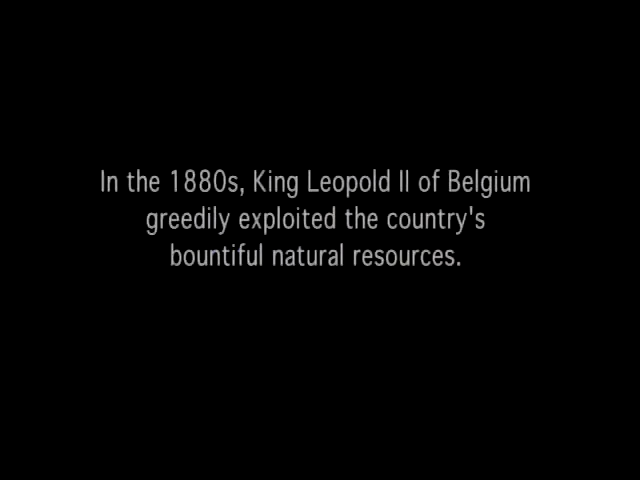 In the 1880s, King Leopold II of Belgium
greedily exploited the country's
bountiful natural resources.